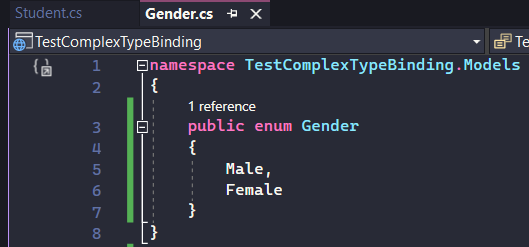 Student.cs
Gender.cs
TestComplexTypeBinding
Te
1 namespace TestComplexTypeBinding.Models
2 {
1 reference
3 public enum Gender
4 {
5 Male,
6 Female
7 }
8 }